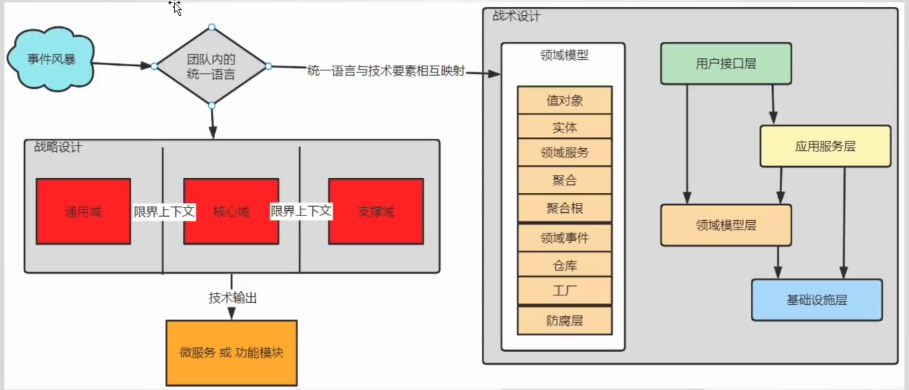 事件风暴
团队内的
统一语言
统一语言与技术要素相互映射
战略设计
通用域
限界上下文
核心域
限界上下文
支撑域
技术输出
微服务 或 功能模块
战术设计
领域模型
值对象
实体
领域服务
聚合
聚合根
领域事件
仓库
工厂
防腐层
用户接口层
应用服务层
领域模型层
基础设施层